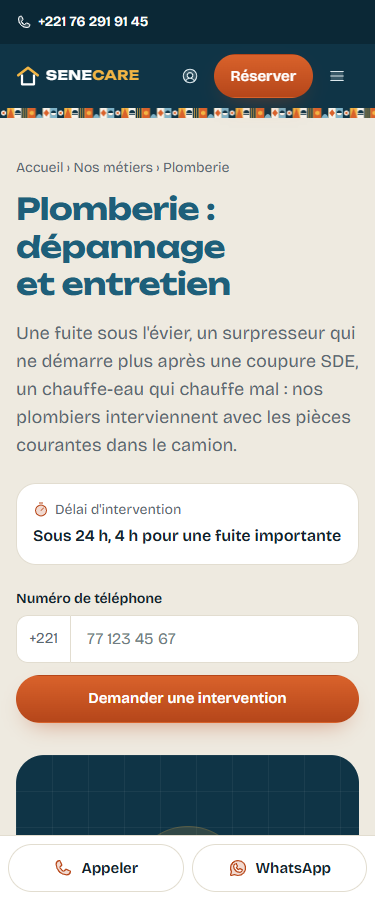 +221 76 291 91 45
SENECARE
Réserver
Accueil › Nos métiers › Plomberie
Plomberie :
dépannage
et entretien
Une fuite sous l'évier, un surpresseur qui
ne démarre plus après une coupure SDE,
un chauffe-eau qui chauffe mal : nos
plombiers interviennent avec les pièces
courantes dans le camion.
Délai d'intervention
Sous 24 h, 4 h pour une fuite importante
Numéro de téléphone
+221 77 123 45 67
Demander une intervention
Appeler WhatsApp